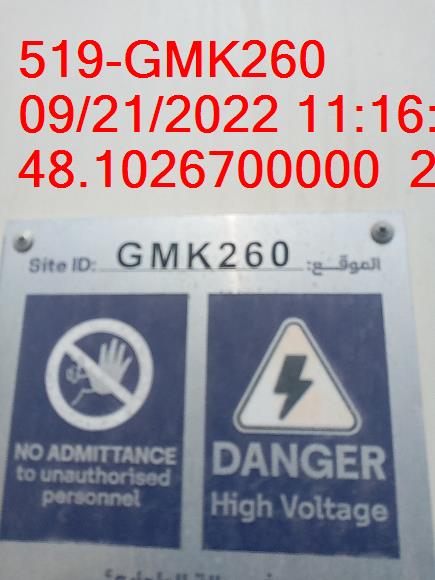 519-GMK260
09/21/2022 11:16:
48.1026700000 2
Site ID: GMK260 الموقع:
NO ADMITTANCE
to unauthorised
personnel
DANGER
High Voltage